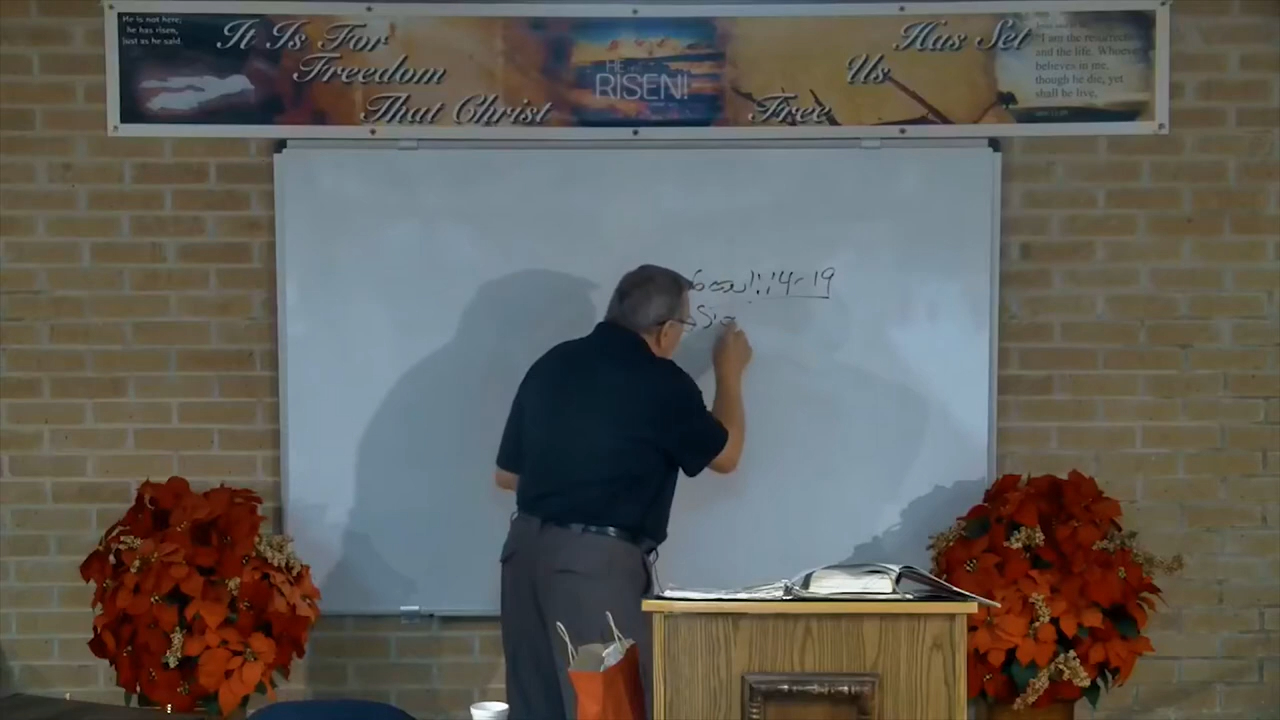 He is not here;
he has risen,
just as he said.
It Is For
Freedom
That Christ
HE IS
RISEN!
Has Set
Us
Free
"I am the resurrection
and the life. Whoever
believes in me,
though he die, yet
shall he live,
14-19